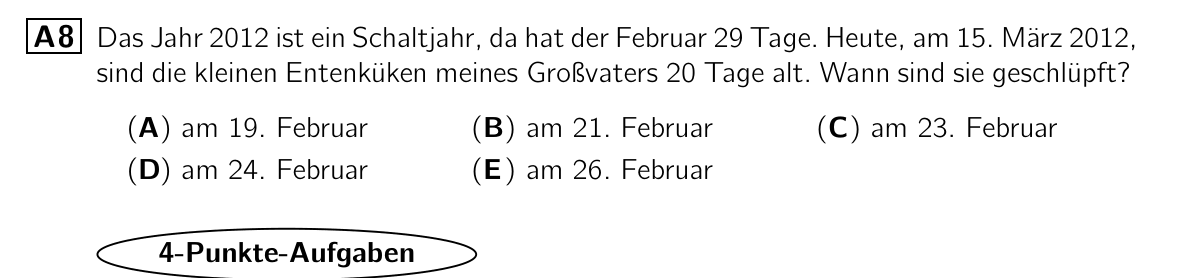 A8 Das Jahr 2012 ist ein Schaltjahr, da hat der Februar 29 Tage. Heute, am 15. März 2012,
sind die kleinen Entenküken meines Großvaters 20 Tage alt. Wann sind sie geschlüpft?
(A) am 19. Februar (B) am 21. Februar (C) am 23. Februar
(D) am 24. Februar (E) am 26. Februar
4-Punkte-Aufgaben